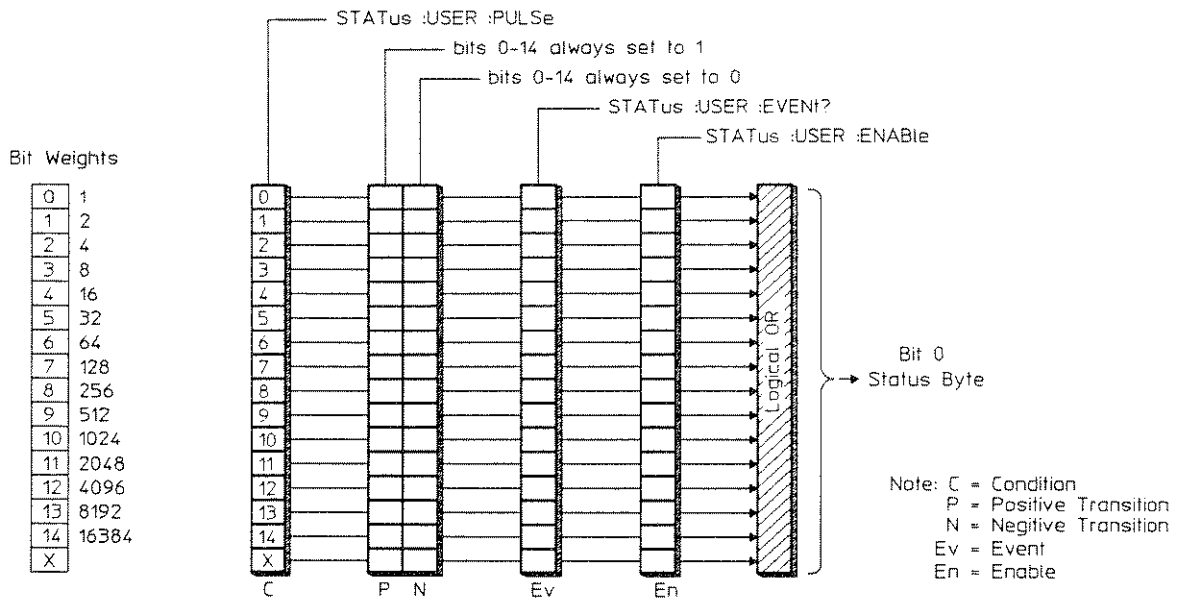 STATus :USER :PULSe
bits 0-14 always set to 1
bits 0-14 always set to 0
STATus :USER :EVENt?
STATus :USER :ENABle
Bit Weights
0 1
1 2
2 4
3 8
4 16
5 32
6 64
7 128
8 256
9 512
10 1024
11 2048
12 4096
13 8192
14 16384
X
0
1
2
3
4
5
6
7
8
9
10
11
12
13
14
X
Logical OR
Bit 0
Status Byte
C P N Ev En
Note: C = Condition
P = Positive Transition
N = Negitive Transition
Ev = Event
En = Enable